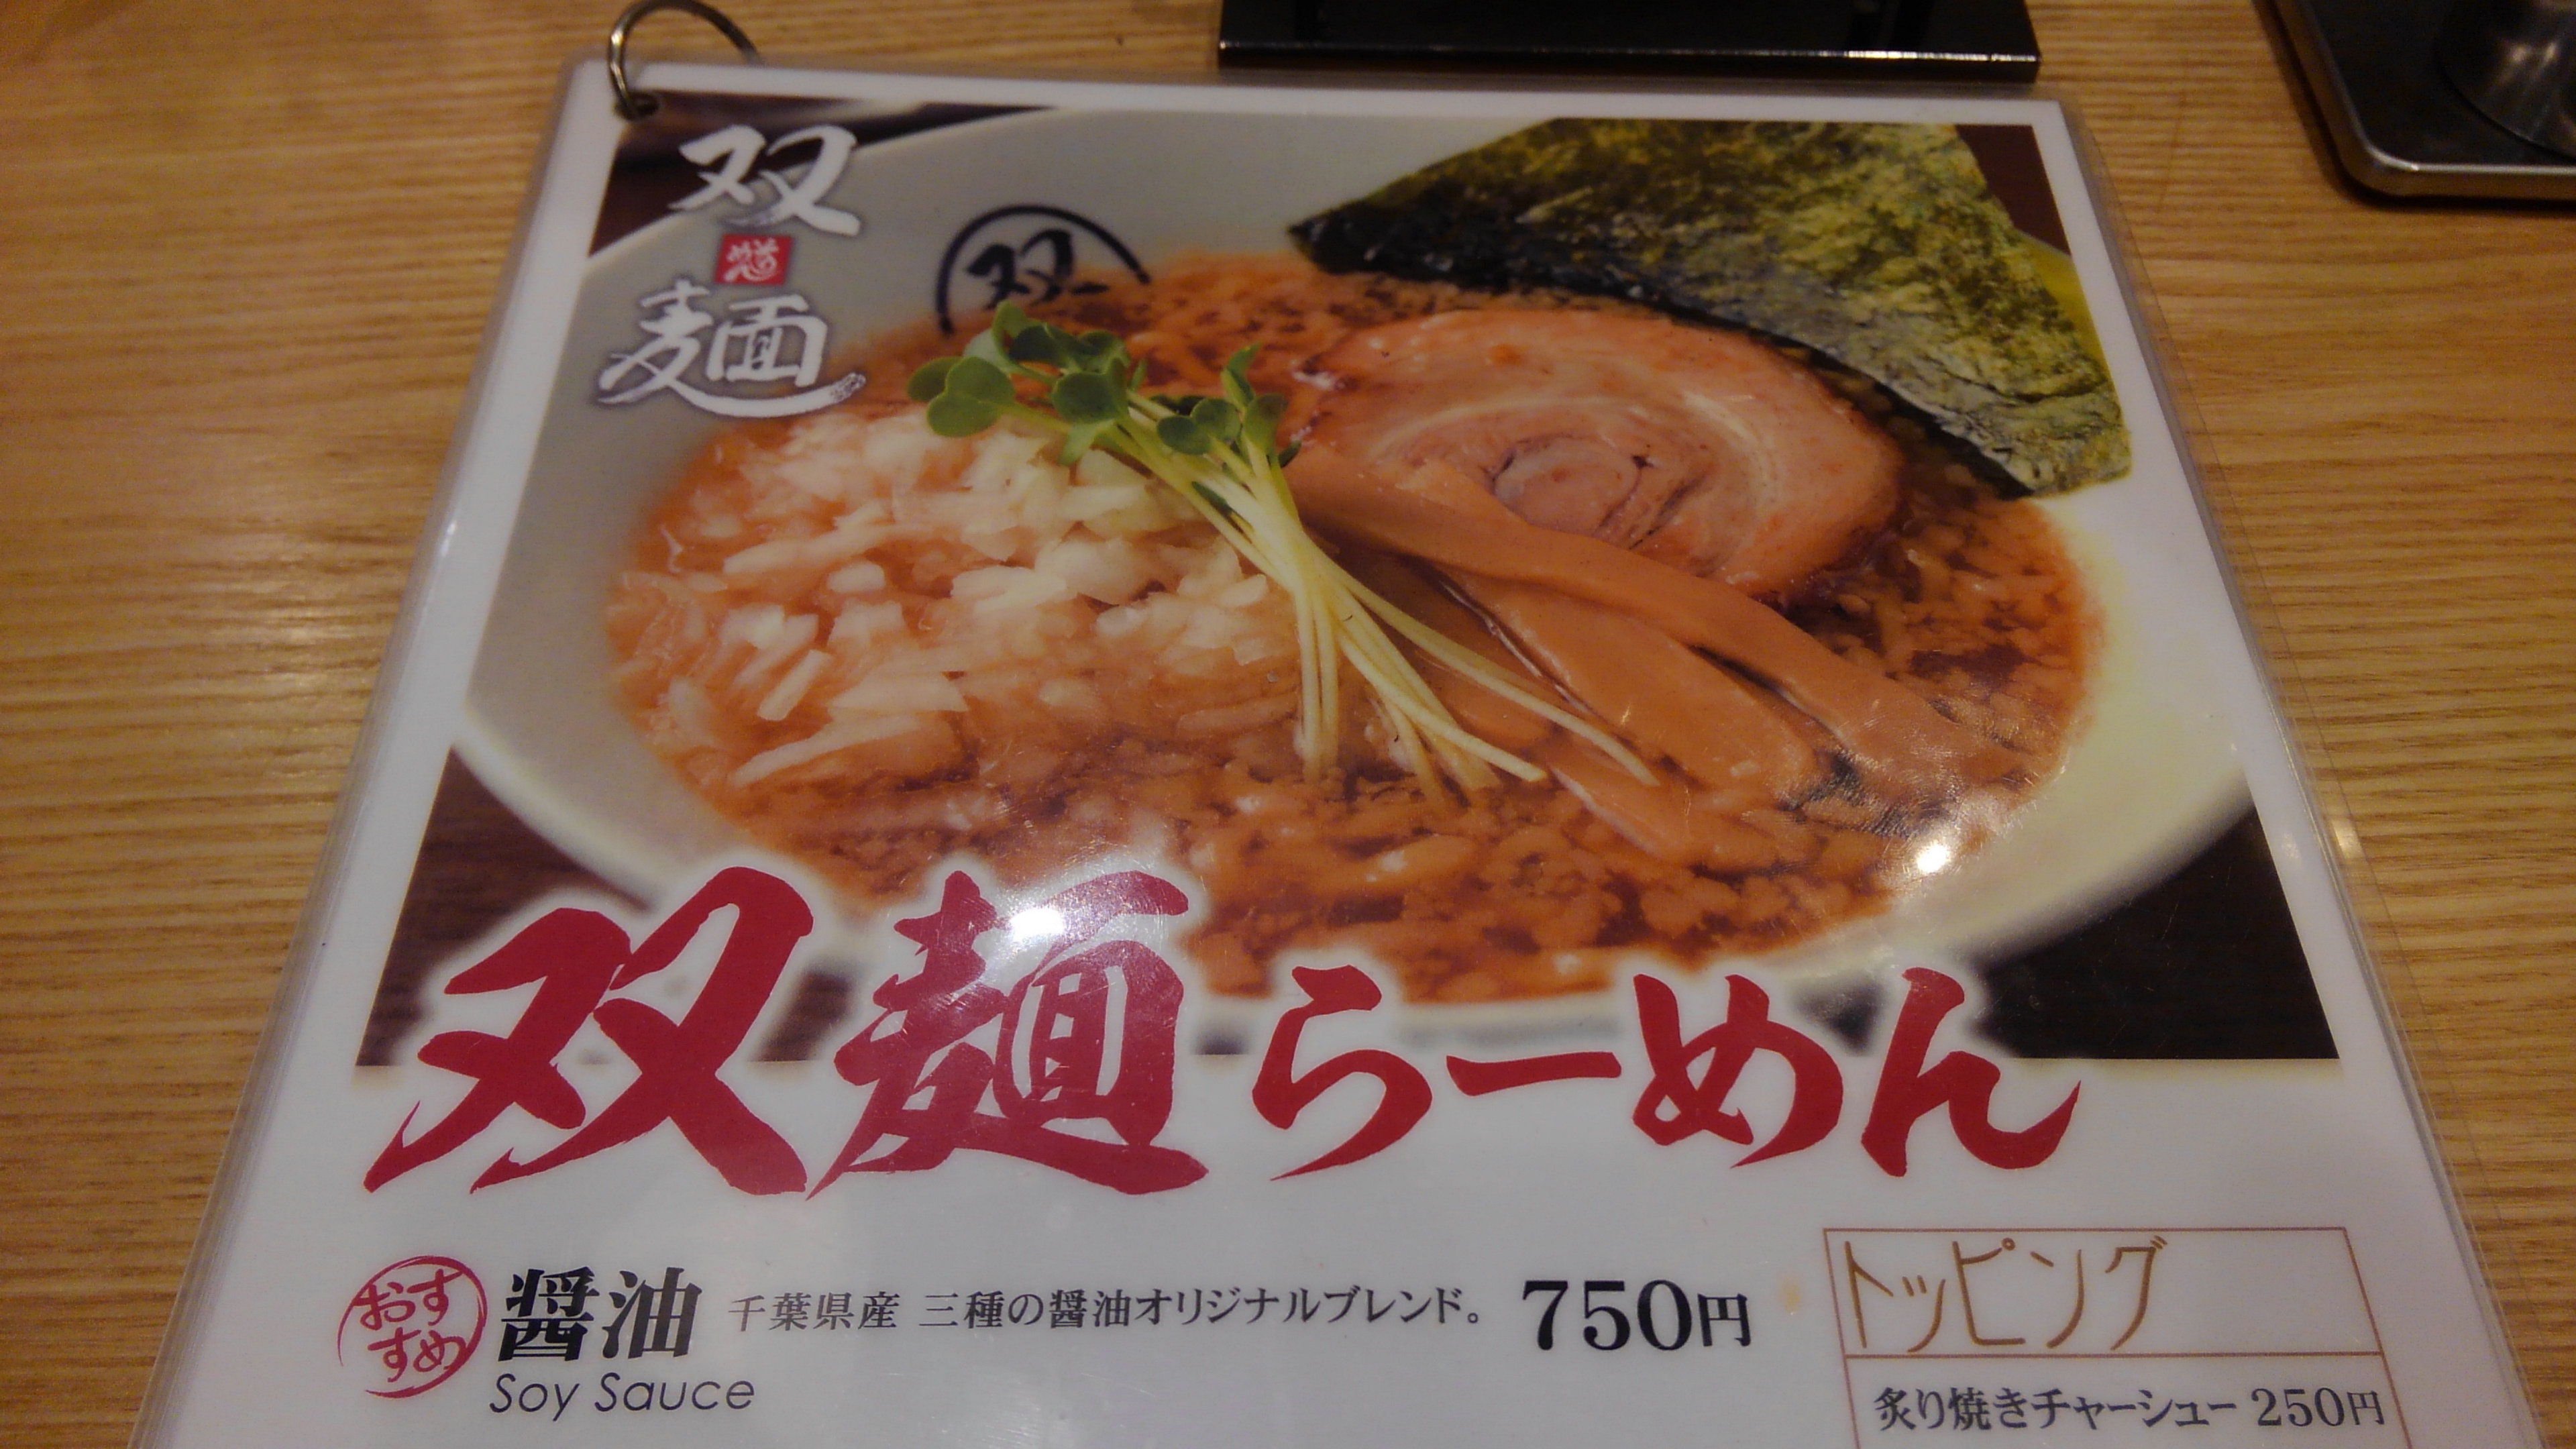 双
麺
双
双麺らーめん
おす
すめ
醤油 千葉県産 三種の醤油オリジナルブレンド。 750円
Soy Sauce
トッピング
炙り焼きチャーシュー 250円